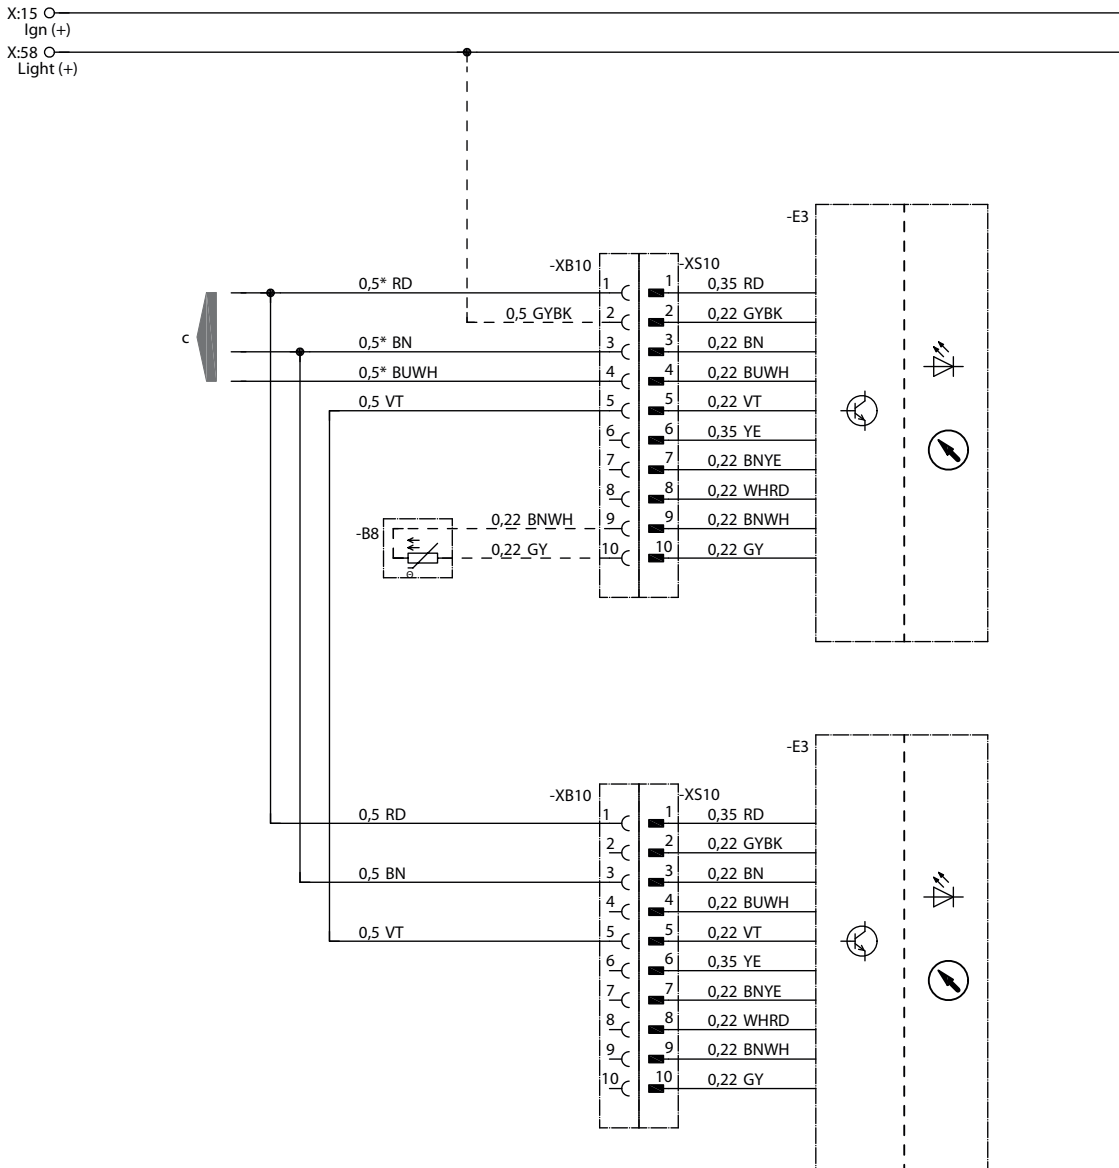 X:15
Ign (+)
X:58
Light (+)
-E3
-XB10 -XS10
0,5* RD 1 1 0,35 RD
0,5 GYBK 2 2 0,22 GYBK
c
0,5* BN 3 3 0,22 BN
0,5* BUWH 4 4 0,22 BUWH
0,5 VT 5 5 0,22 VT
6 6 0,35 YE
7 7 0,22 BNYE
8 8 0,22 WHRD
-B8 0,22 BNWH 9 9 0,22 BNWH
0,22 GY 10 10 0,22 GY
Θ
-E3
-XB10 -XS10
0,5 RD 1 1 0,35 RD
2 2 0,22 GYBK
0,5 BN 3 3 0,22 BN
4 4 0,22 BUWH
0,5 VT 5 5 0,22 VT
6 6 0,35 YE
7 7 0,22 BNYE
8 8 0,22 WHRD
9 9 0,22 BNWH
10 10 0,22 GY